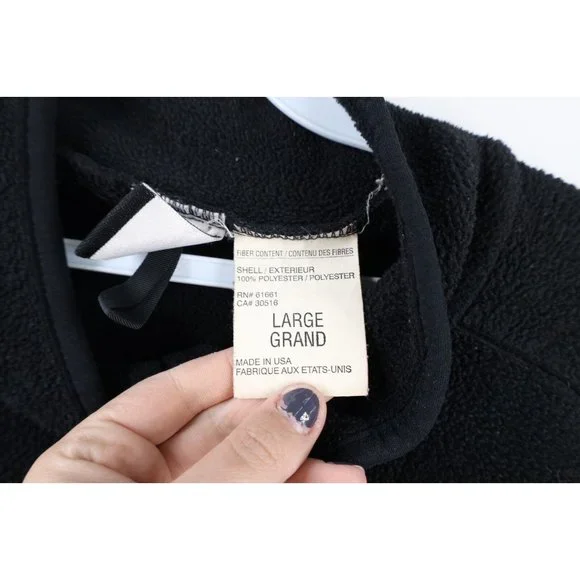 FIBER CONTENT / CONTENU DES FIBRES
SHELL / EXTERIEUR
100% POLYESTER / POLYESTER
RN# 61661
CA# 30516
LARGE
GRAND
MADE IN USA
FABRIQUE AUX ETATS-UNIS